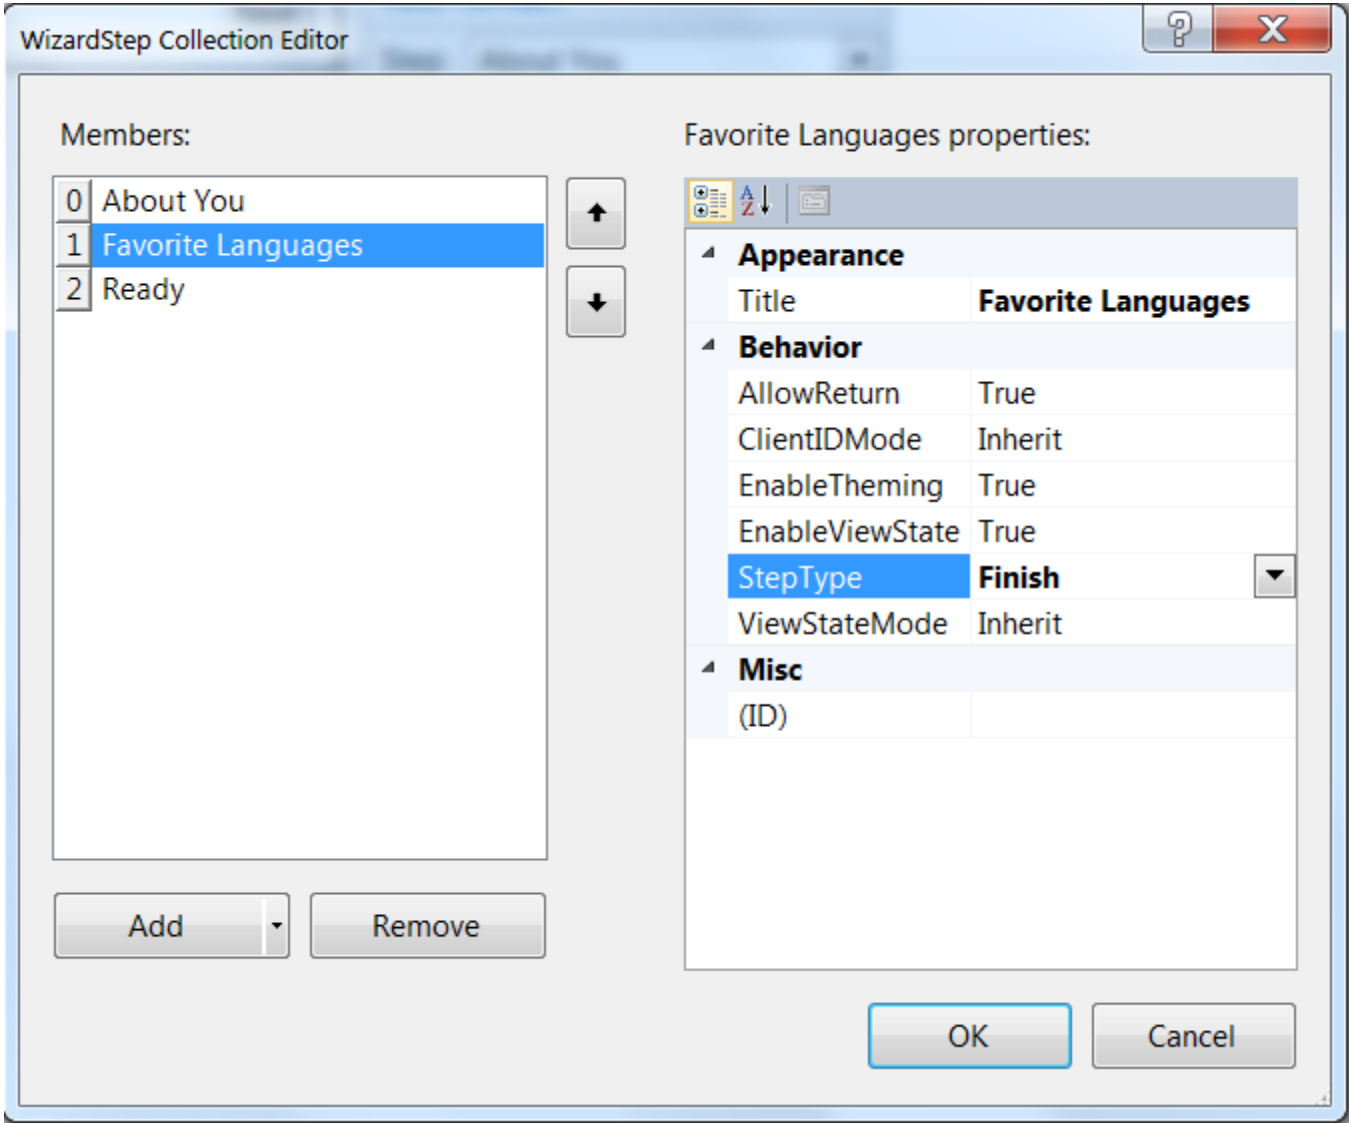 WizardStep Collection Editor
Members:
0 About You
1 Favorite Languages
2 Ready
Add
Remove
Favorite Languages properties:
Appearance
Title Favorite Languages
Behavior
AllowReturn True
ClientIDMode Inherit
EnableTheming True
EnableViewState True
StepType Finish
ViewStateMode Inherit
Misc
(ID)
OK
Cancel